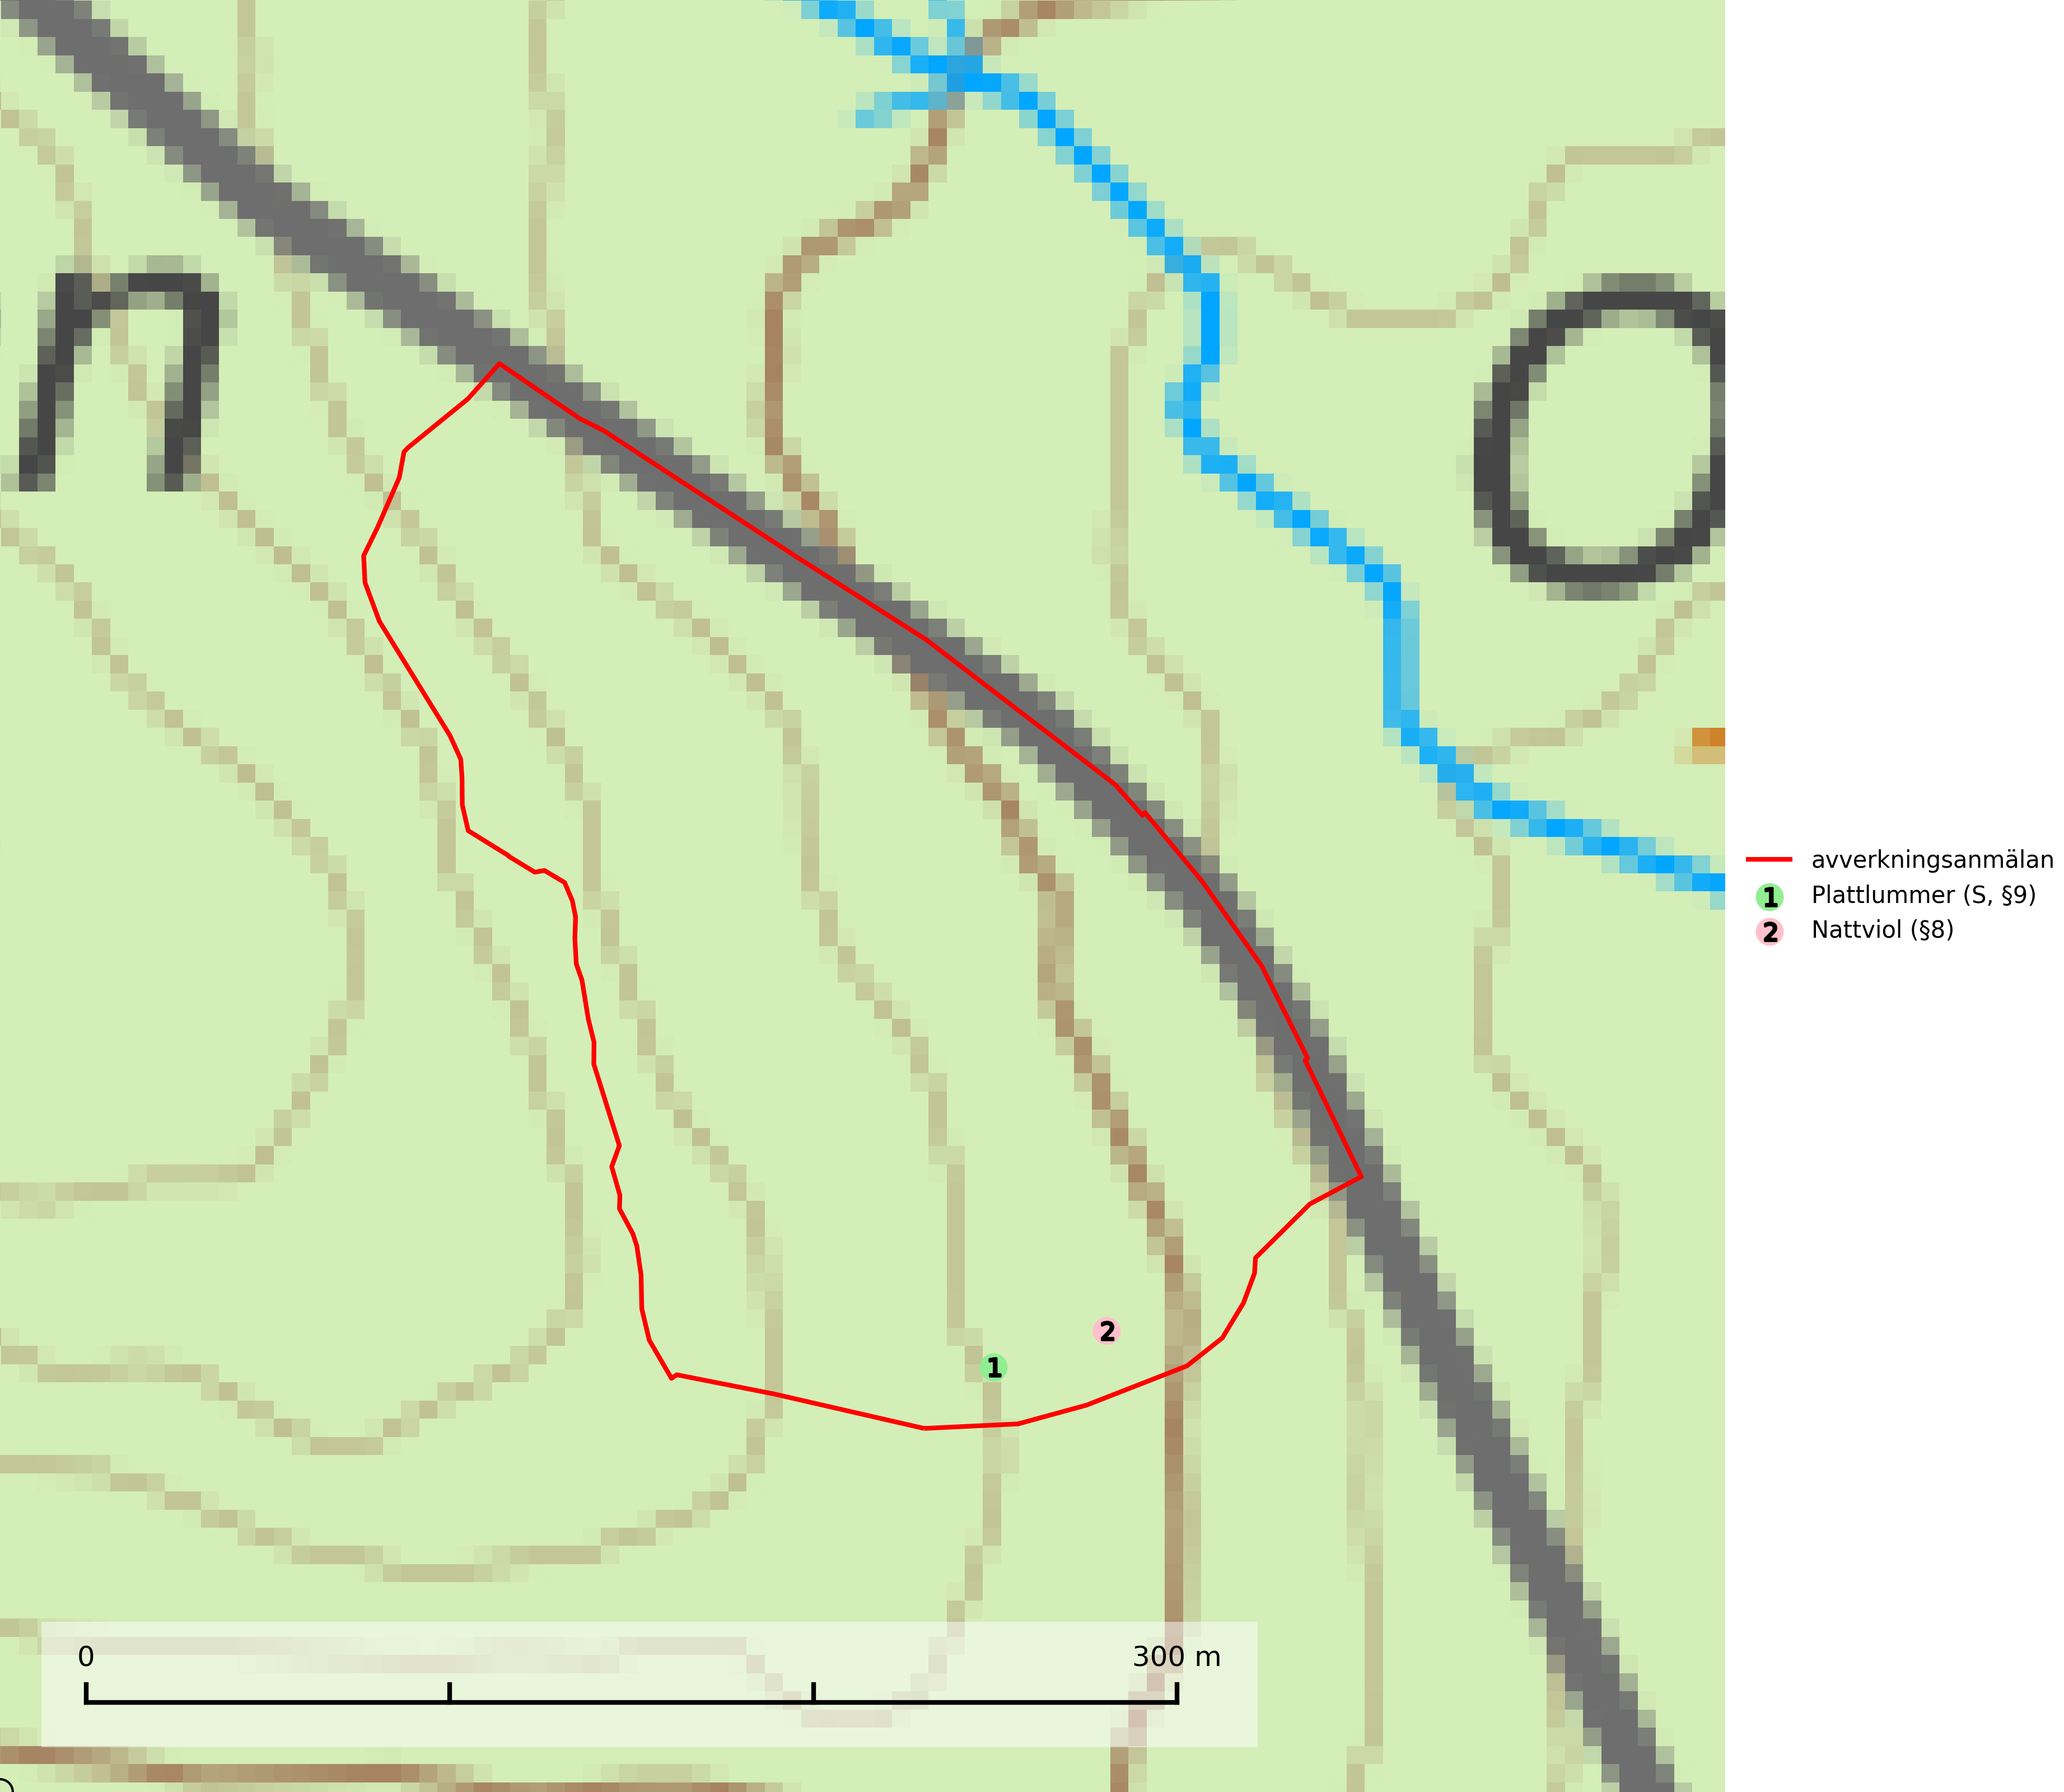 n
O
avverkningsanmälan
1 Plattlummer (S, §9)
2 Nattviol (§8)
2
1
0 300 m